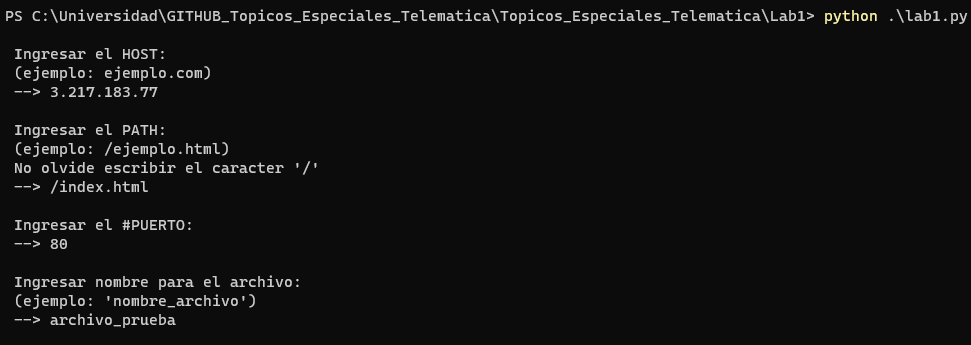 PS C:\Universidad\GITHUB_Topicos_Especiales_Telematica\Topicos_Especiales_Telematica\Lab1> python .\lab1.py
Ingresar el HOST:
(ejemplo: ejemplo.com)
--> 3.217.183.77
Ingresar el PATH:
(ejemplo: /ejemplo.html)
No olvide escribir el caracter '/'
--> /index.html
Ingresar el #PUERTO:
--> 80
Ingresar nombre para el archivo:
(ejemplo: 'nombre_archivo')
--> archivo_prueba